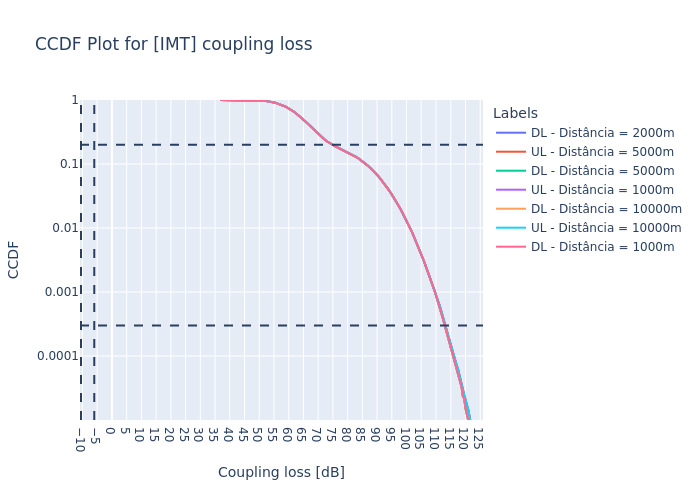 CCDF Plot for [IMT] coupling loss
Labels
DL - Distância = 2000m
UL - Distância = 5000m
DL - Distância = 5000m
UL - Distância = 1000m
DL - Distância = 10000m
UL - Distância = 10000m
DL - Distância = 1000m
CCDF
1
0.1
0.01
0.001
0.0001
−10 −5 0 5 10 15 20 25 30 35 40 45 50 55 60 65 70 75 80 85 90 95 100 105 110 115 120 125
Coupling loss [dB]